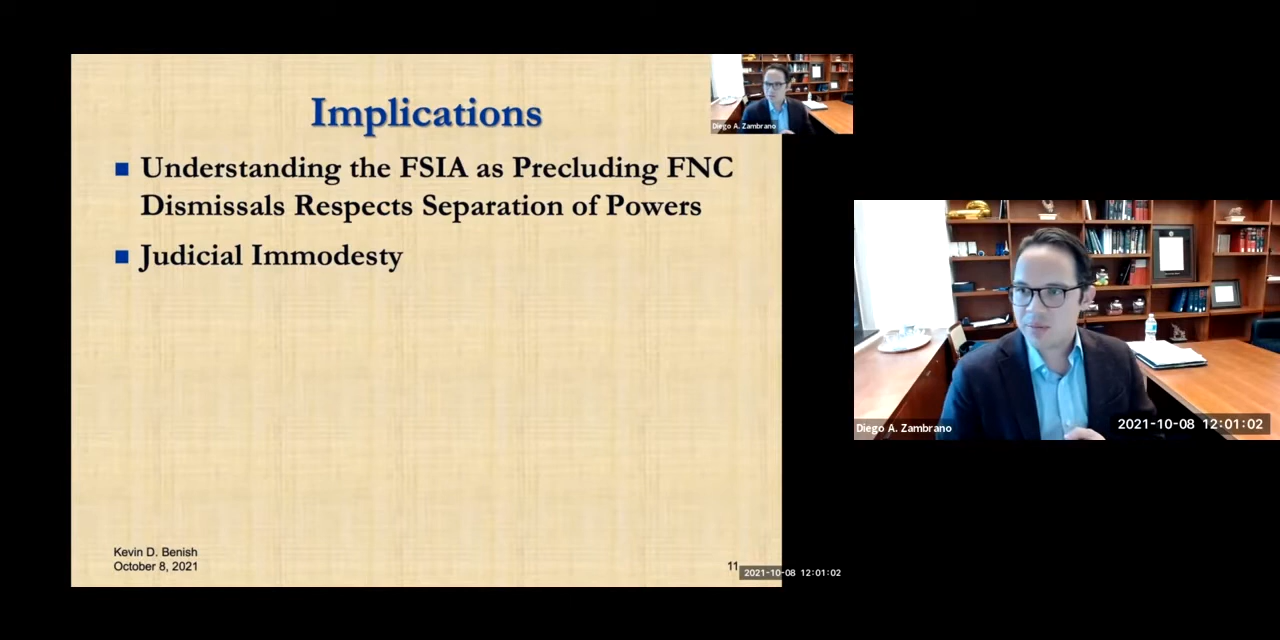 Implications
Understanding the FSIA as Precluding FNC
Dismissals Respects Separation of Powers
Judicial Immodesty
Kevin D. Benish
October 8, 2021
11
2021-10-08 12:01:02
Diego A. Zambrano
Diego A. Zambrano
2021-10-08 12:01:02